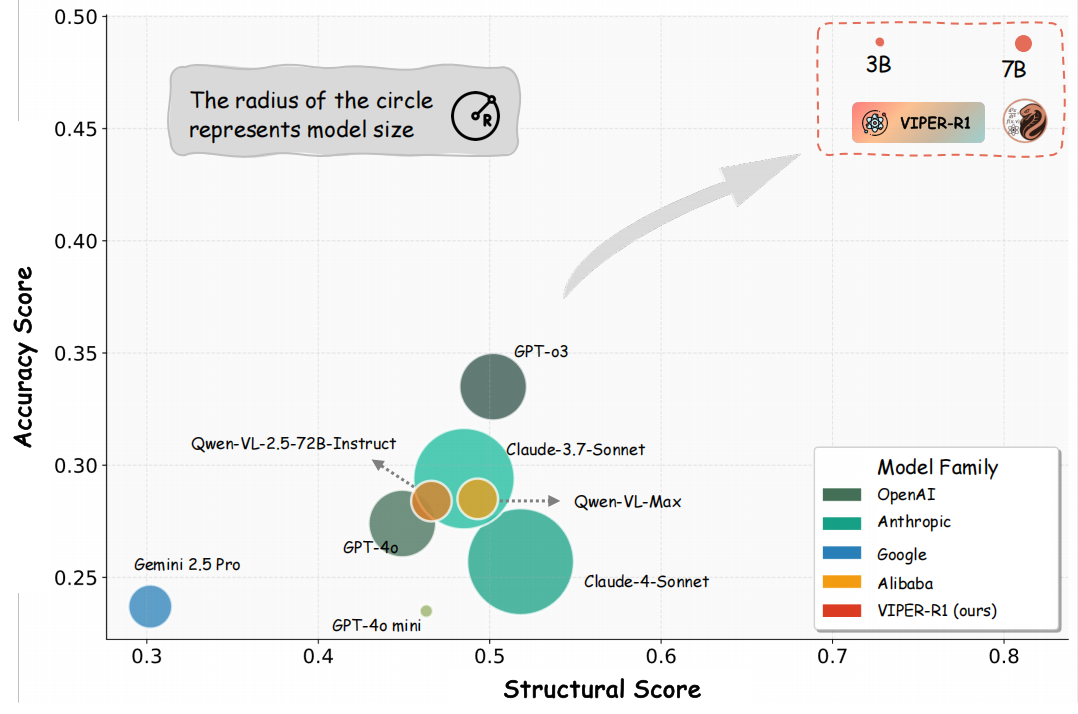 0.50
0.45
0.40
0.35
0.30
0.25
Accuracy Score
The radius of the circle
represents model size
R
3B
7B
VIPER-R1
GPT-o3
Qwen-VL-2.5-72B-Instruct
Claude-3.7-Sonnet
Qwen-VL-Max
GPT-4o
Gemini 2.5 Pro
Claude-4-Sonnet
GPT-4o mini
Model Family
OpenAI
Anthropic
Google
Alibaba
VIPER-R1 (ours)
0.3
0.4
0.5
0.6
0.7
0.8
Structural Score